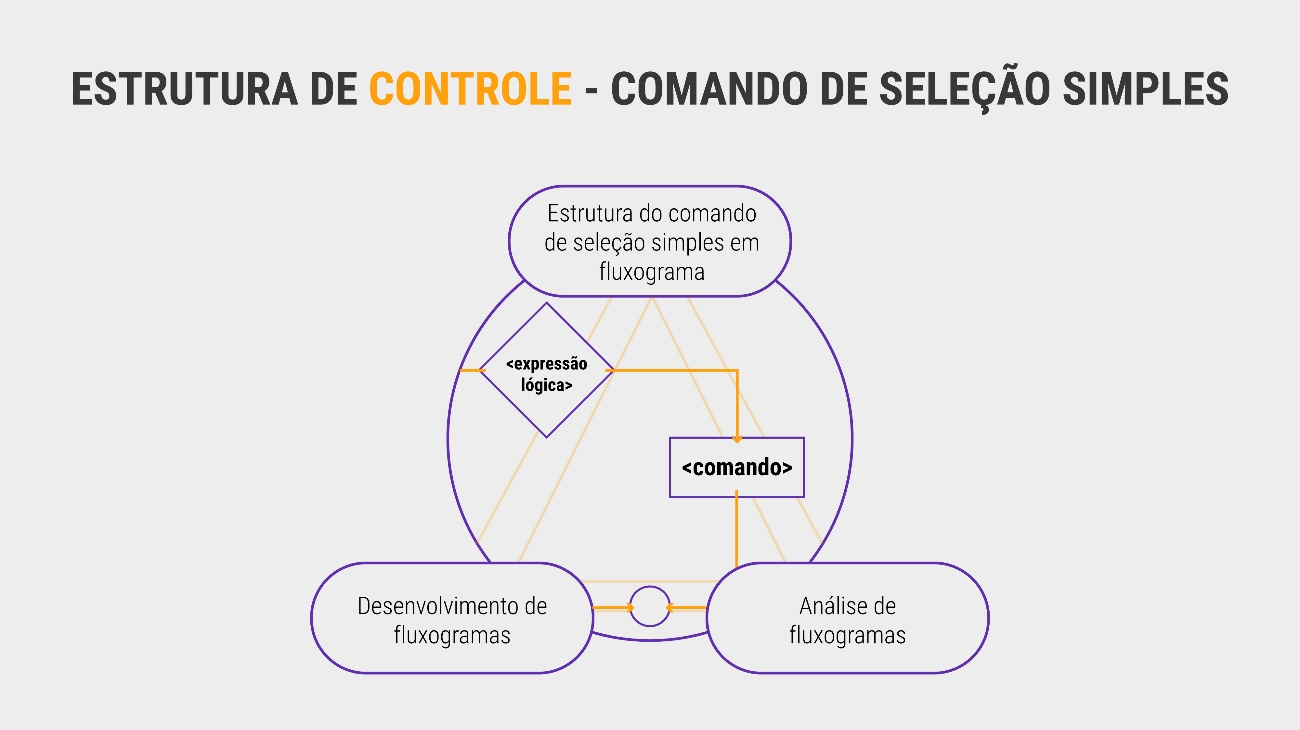 ESTRUTURA DE CONTROLE - COMANDO DE SELEÇÃO SIMPLES
Estrutura do comando
de seleção simples em
fluxograma
<expressão
lógica>
<comando>
Desenvolvimento de
fluxogramas
Análise de
fluxogramas